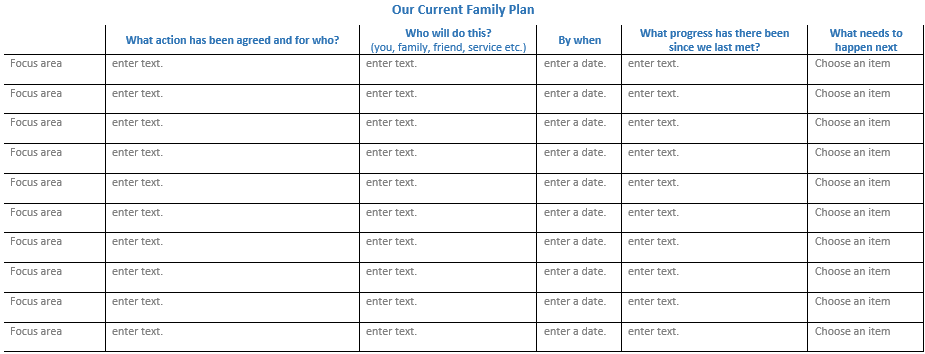 Our Current Family Plan
What action has been agreed and for who?
Who will do this?
(you, family, friend, service etc.)
By when
What progress has there been
since we last met?
What needs to
happen next
Focus area enter text. enter text. enter a date. enter text. Choose an item
Focus area enter text. enter text. enter a date. enter text. Choose an item
Focus area enter text. enter text. enter a date. enter text. Choose an item
Focus area enter text. enter text. enter a date. enter text. Choose an item
Focus area enter text. enter text. enter a date. enter text. Choose an item
Focus area enter text. enter text. enter a date. enter text. Choose an item
Focus area enter text. enter text. enter a date. enter text. Choose an item
Focus area enter text. enter text. enter a date. enter text. Choose an item
Focus area enter text. enter text. enter a date. enter text. Choose an item
Focus area enter text. enter text. enter a date. enter text. Choose an item